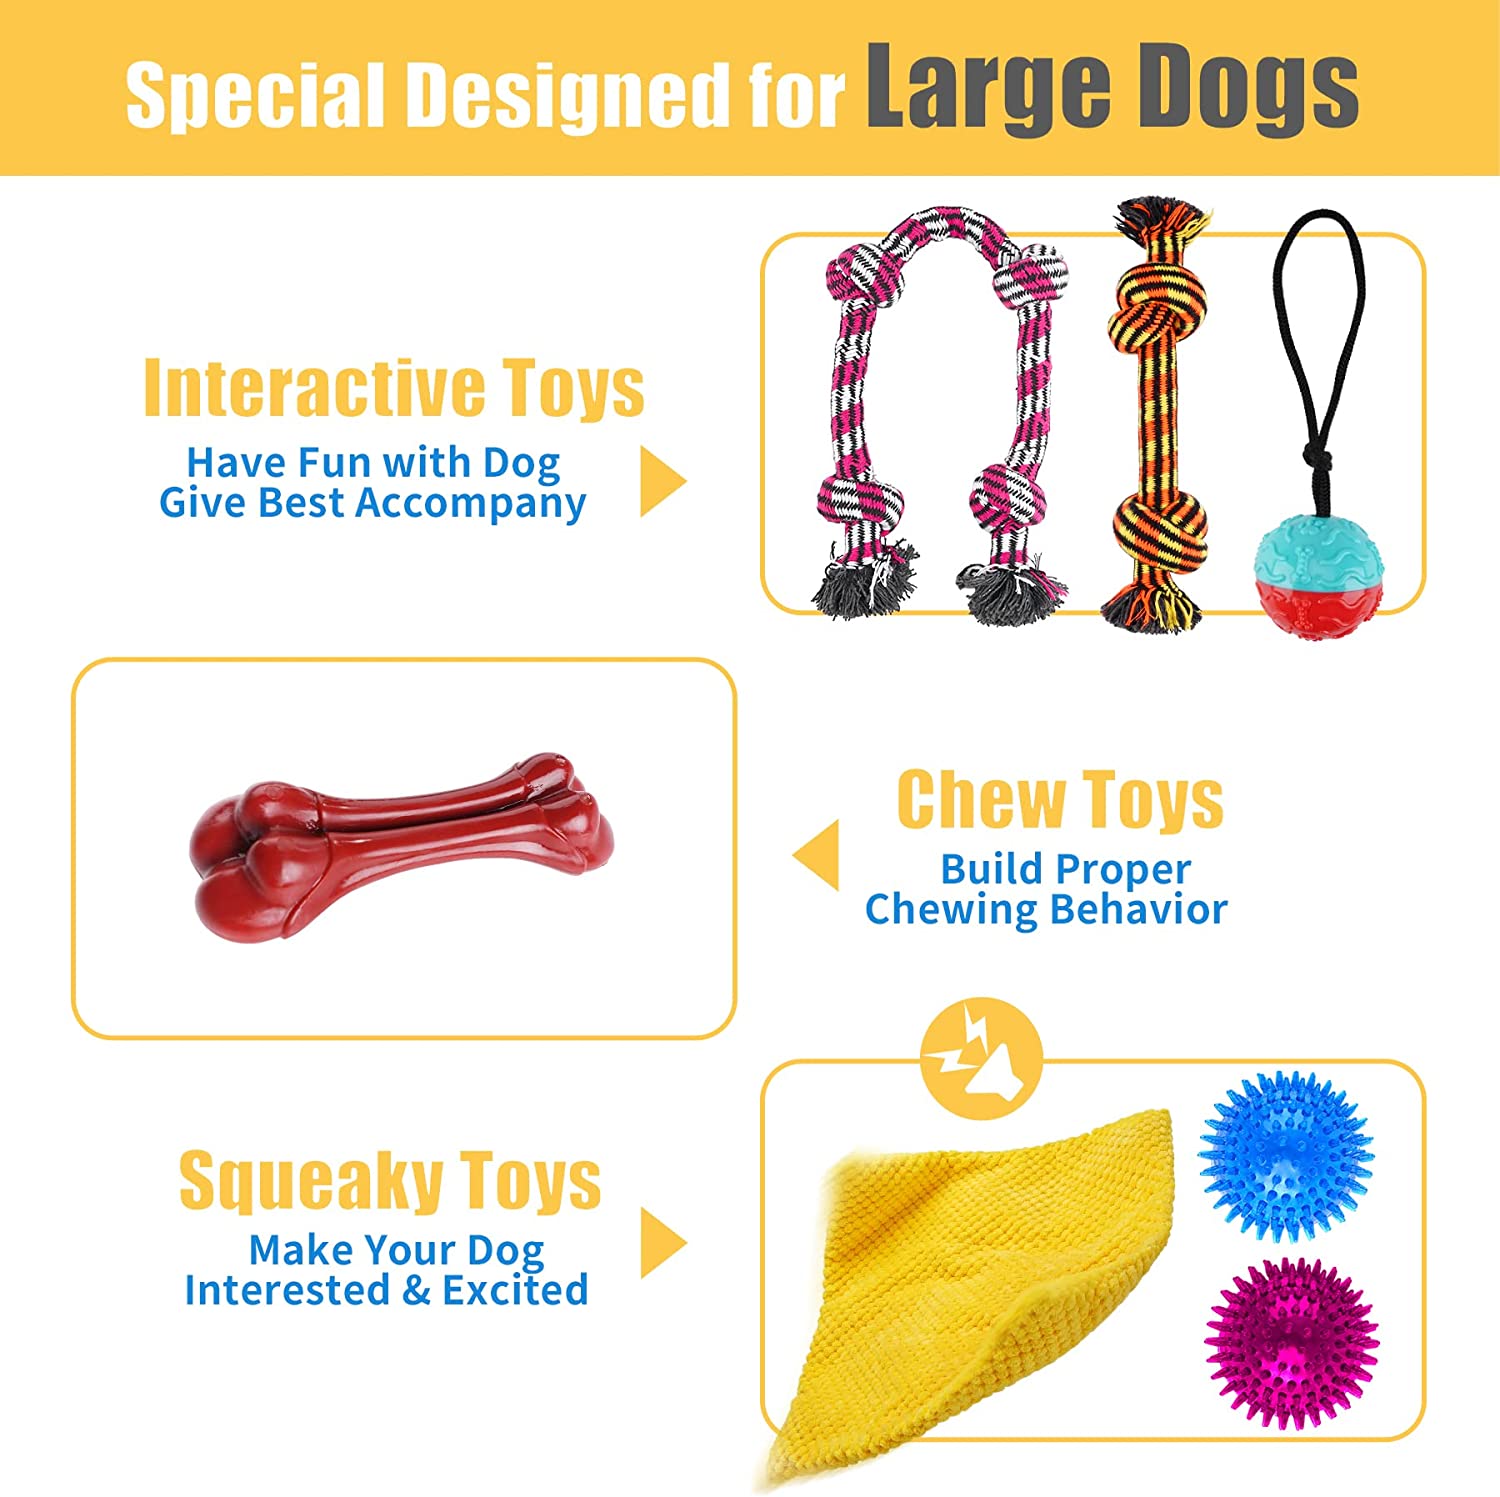 Special Designed for Large Dogs
Interactive Toys
Have Fun with Dog
Give Best Accompany
Chew Toys
Build Proper
Chewing Behavior
Squeaky Toys
Make Your Dog
Interested & Excited